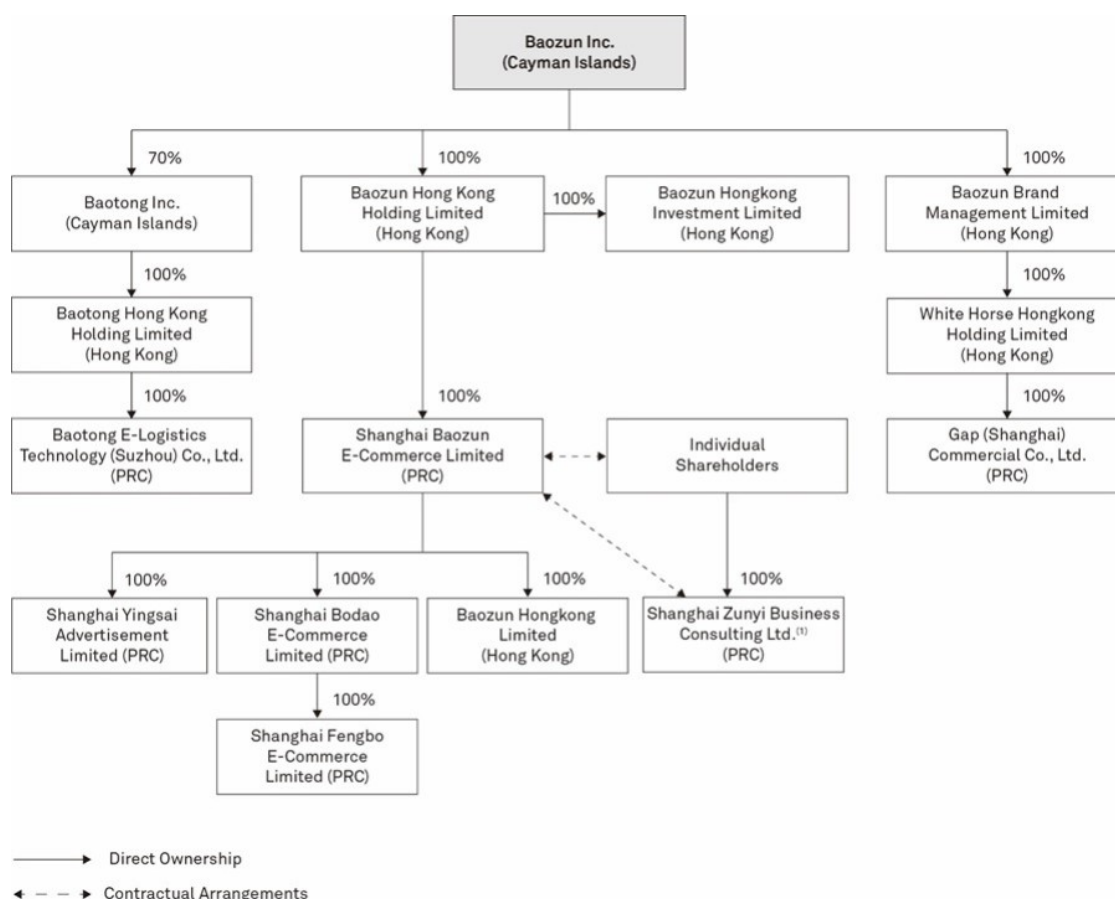 Baozun Inc.
(Cayman Islands)
70%
100%
100%
Baotong Inc.
(Cayman Islands)
Baozun Hong Kong
Holding Limited
(Hong Kong)
100%
Baozun Hongkong
Investment Limited
(Hong Kong)
Baozun Brand
Management Limited
(Hong Kong)
100%
100%
Baotong Hong Kong
Holding Limited
(Hong Kong)
White Horse Hongkong
Holding Limited
(Hong Kong)
100%
100%
100%
Baotong E-Logistics
Technology (Suzhou) Co., Ltd.
(PRC)
Shanghai Baozun
E-Commerce Limited
(PRC)
Individual
Shareholders
Gap (Shanghai)
Commercial Co., Ltd.
(PRC)
100%
100%
100%
100%
Shanghai Yingsai
Advertisement
Limited (PRC)
Shanghai Bodao
E-Commerce
Limited (PRC)
Baozun Hongkong
Limited
(Hong Kong)
Shanghai Zunyi Business
Consulting Ltd.(1)
(PRC)
100%
Shanghai Fengbo
E-Commerce
Limited (PRC)
Direct Ownership
Contractual Arrangements